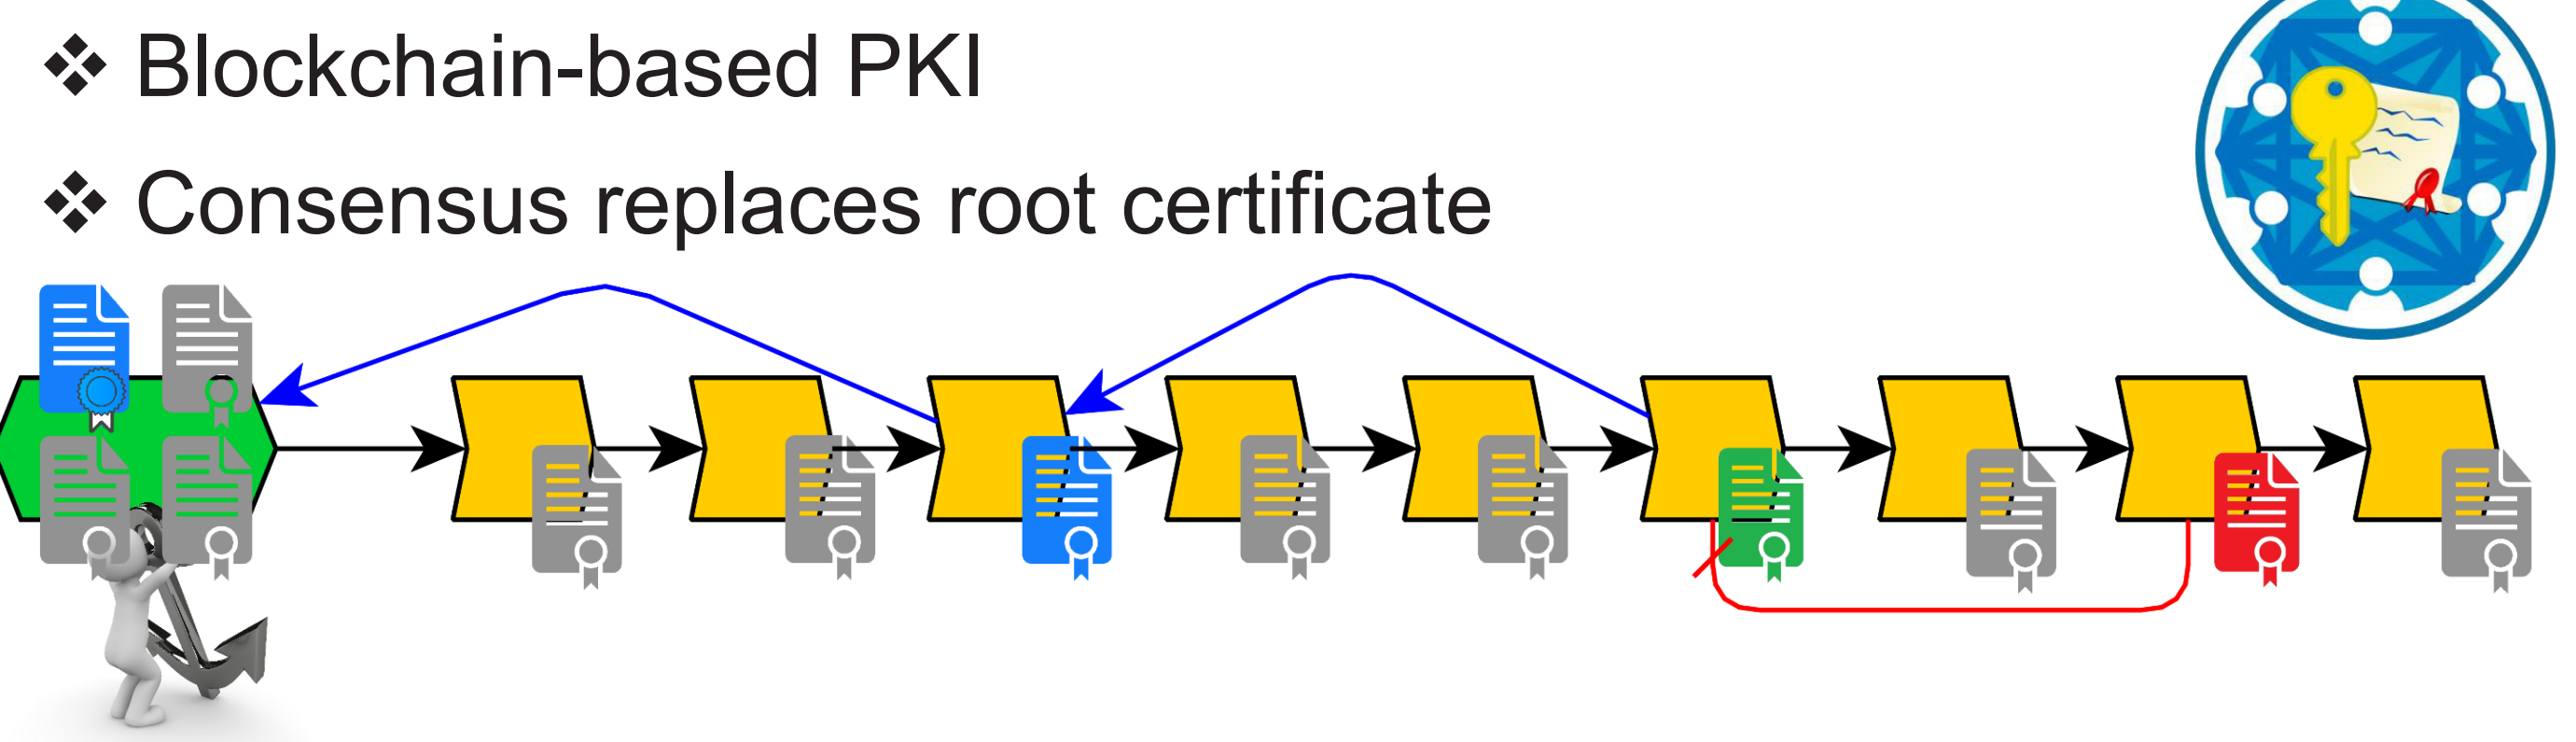 ❖ Blockchain-based PKI
❖ Consensus replaces root certificate